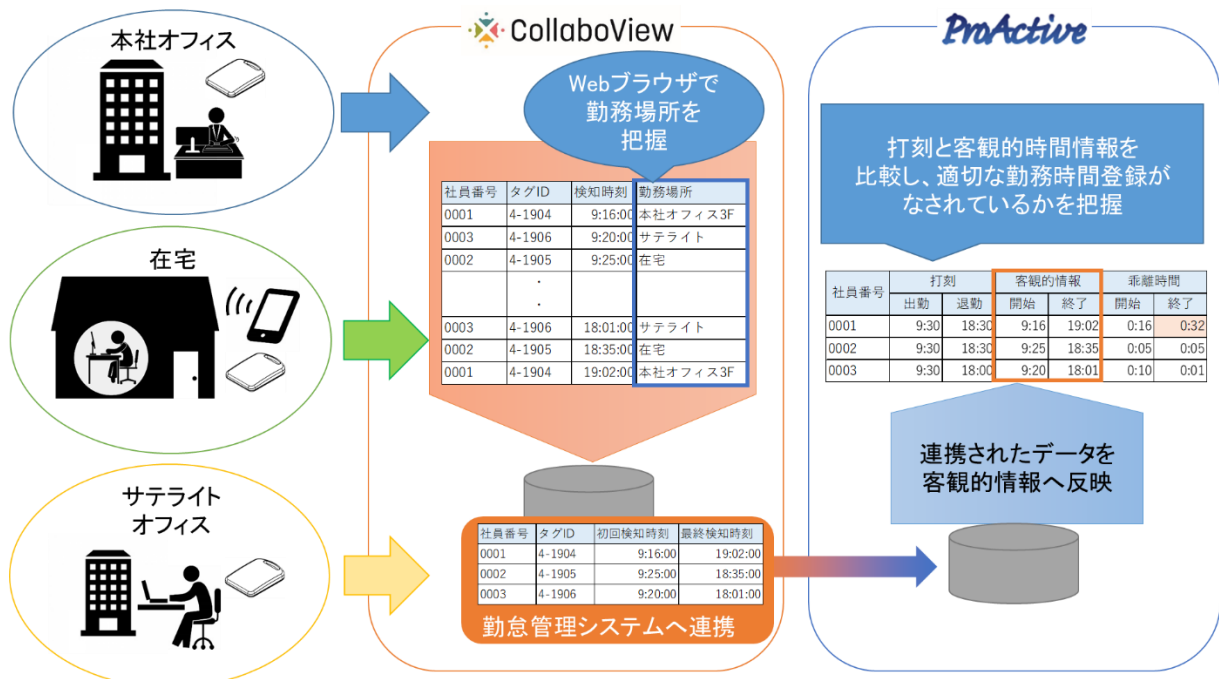 本社オフィス
在宅
サテライト
オフィス
CollaboView
Webブラウザで
勤務場所を
把握
社員番号 タグID 検知時刻 勤務場所
0001 4-1904 9:16:00 本社オフィス3F
0003 4-1906 9:20:00 サテライト
0002 4-1905 9:25:00 在宅
・
・
0003 4-1906 18:01:00 サテライト
0002 4-1905 18:35:00 在宅
0001 4-1904 19:02:00 本社オフィス3F
社員番号 タグID 初回検知時刻 最終検知時刻
0001 4-1904 9:16:00 19:02:00
0002 4-1905 9:25:00 18:35:00
0003 4-1906 9:20:00 18:01:00
勤怠管理システムへ連携
ProActive
打刻と客観的時間情報を
比較し、適切な勤務時間登録が
なされているかを把握
社員番号 打刻 客観的情報 乖離時間
出勤 退勤 開始 終了 開始 終了
0001 9:30 18:30 9:16 19:02 0:16 0:32
0002 9:30 18:30 9:25 18:35 0:05 0:05
0003 9:30 18:00 9:20 18:01 0:10 0:01
連携されたデータを
客観的情報へ反映